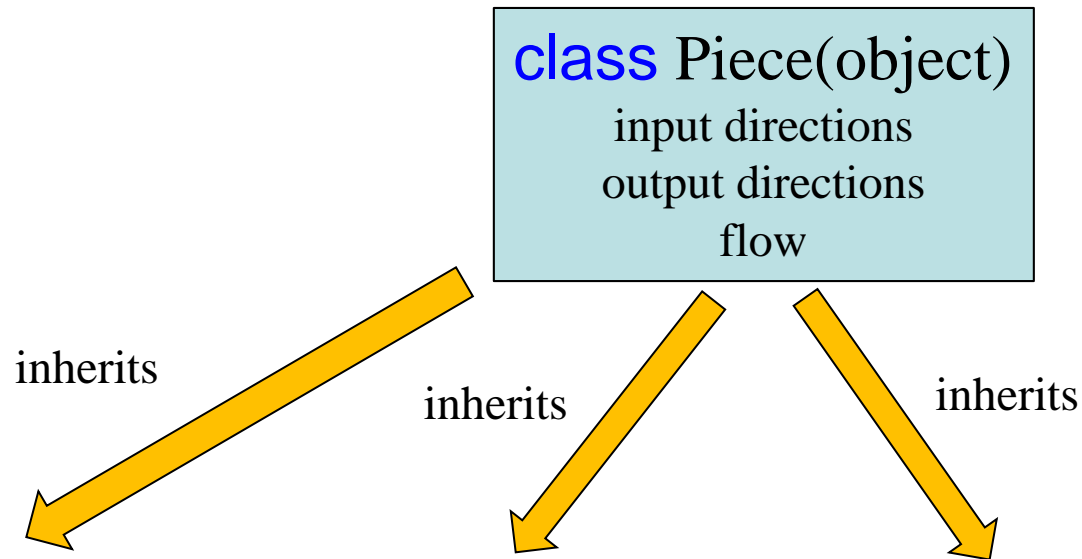 class Piece(object)
input directions
output directions
flow
inherits
inherits
inherits